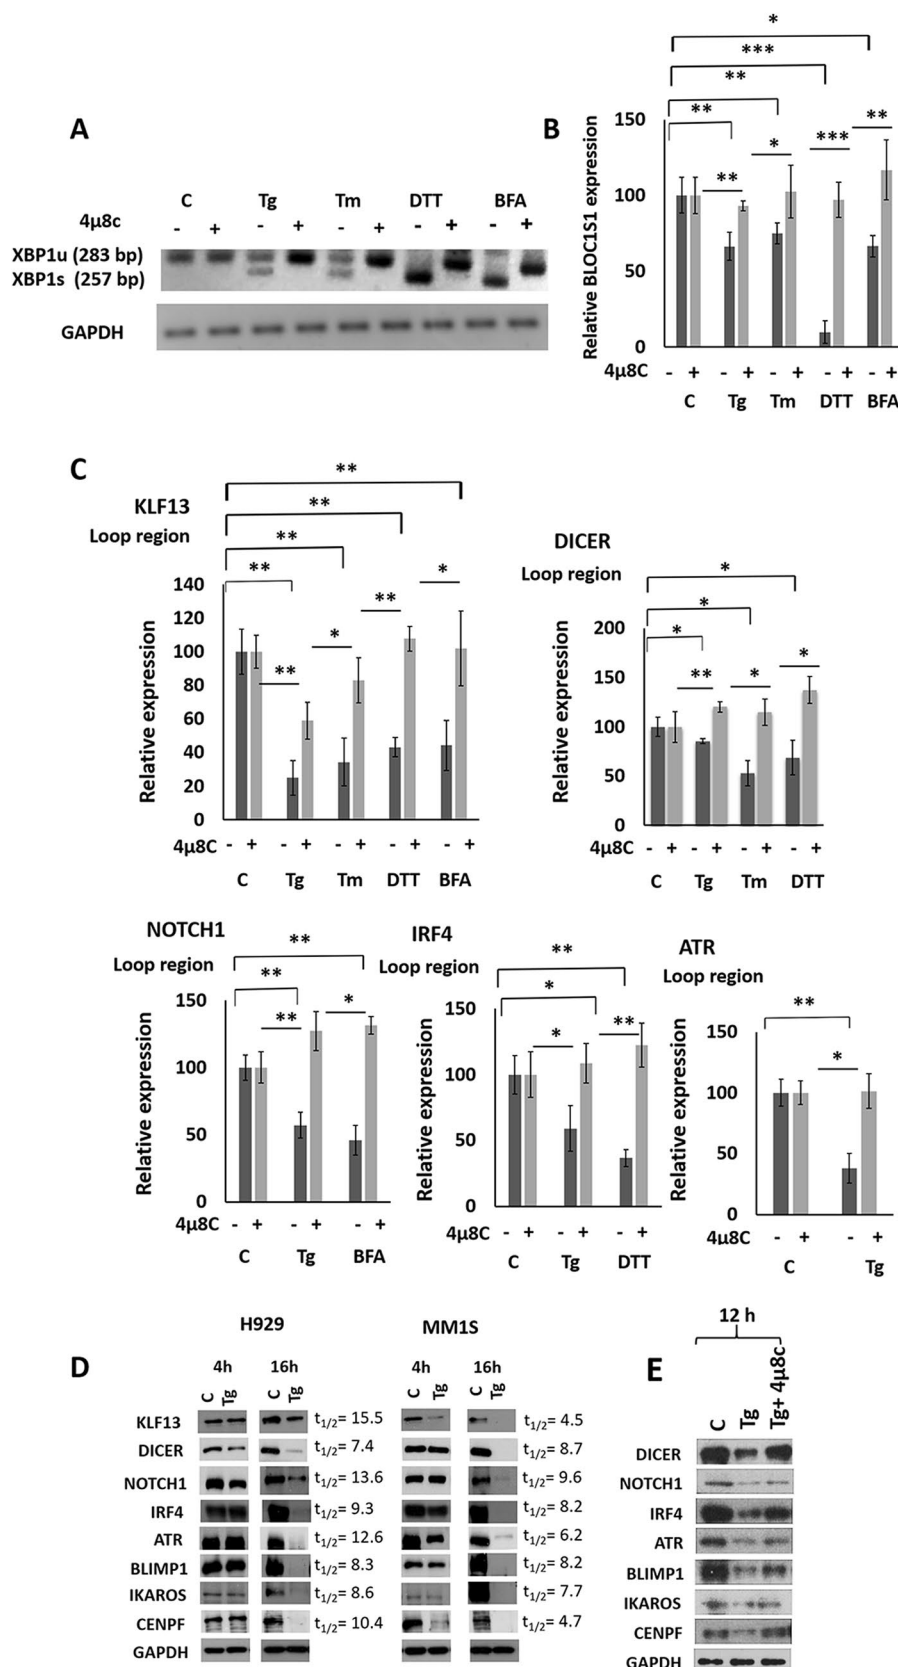 A
C Tg Tm DTT BFA
4µ8c - + - + - + - + - +
XBP1u (283 bp)
XBP1s (257 bp)
GAPDH
B
*
***
**
**
** * *** **
Relative BLOC1S1 expression
150
100
50
0
4µ8C - + - + - + - + - +
C Tg Tm DTT BFA
C
KLF13
Loop region
**
**
**
**
** * ** *
Relative expression
140
120
100
80
60
40
20
0
4µ8C - + - + - + - + - +
C Tg Tm DTT BFA
DICER
Loop region
*
*
*
** * *
Relative expression
200
150
100
50
0
4µ8C - + - + - + - +
C Tg Tm DTT
NOTCH1
Loop region
**
**
** *
Relative expression
150
100
50
0
4µ8C - + - + - +
C Tg BFA
IRF4
Loop region
**
*
* **
Relative expression
150
100
50
0
4µ8C - + - + - +
C Tg DTT
ATR
Loop region
**
*
Relative expression
150
100
50
0
4µ8C - + - +
C Tg
D
H929 MM1S
4h 16h 4h 16h
C Tg C Tg C Tg C Tg
KLF13 t1/2= 15.5 t1/2= 4.5
DICER t1/2= 7.4 t1/2= 8.7
NOTCH1 t1/2= 13.6 t1/2= 9.6
IRF4 t1/2= 9.3 t1/2= 8.2
ATR t1/2= 12.6 t1/2= 6.2
BLIMP1 t1/2= 8.3 t1/2= 8.2
IKAROS t1/2= 8.6 t1/2= 7.7
CENPF t1/2= 10.4 t1/2= 4.7
GAPDH
E
12 h
C Tg Tg+ 4µ8c
DICER
NOTCH1
IRF4
ATR
BLIMP1
IKAROS
CENPF
GAPDH